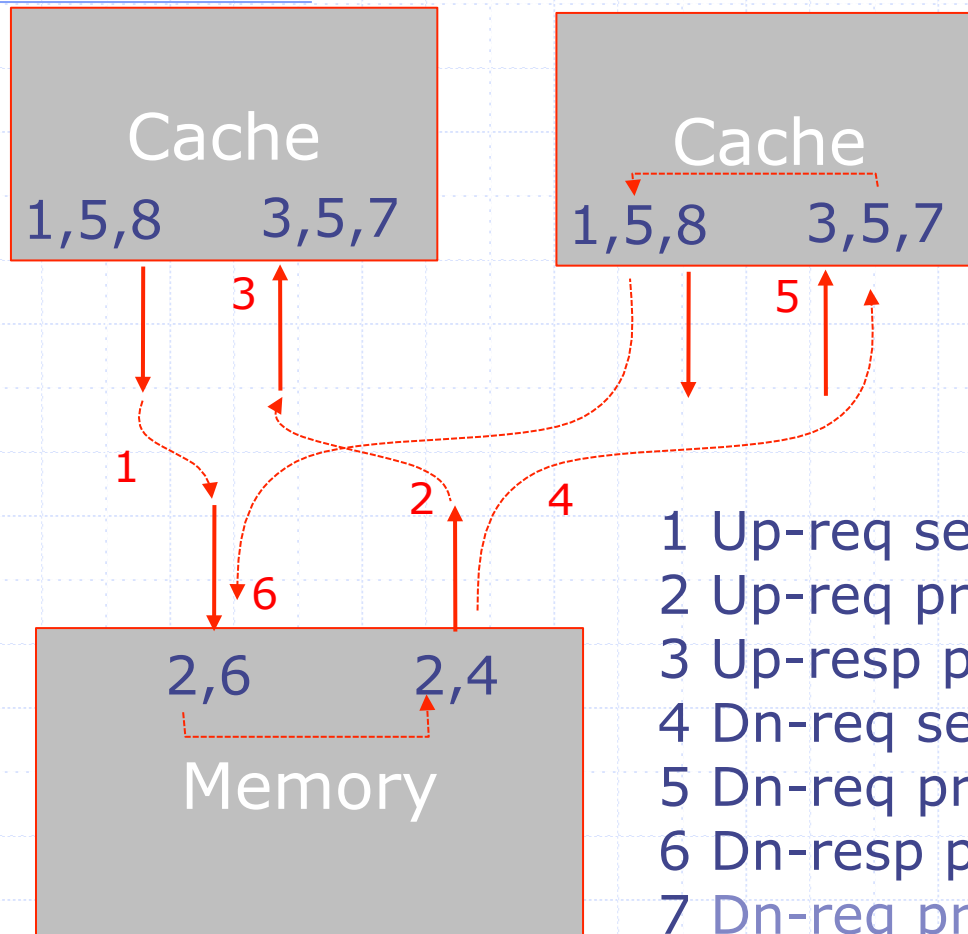 Cache
Cache
1,5,8 3,5,7
1,5,8 3,5,7
3
5
1
2
4
6
2,6 2,4
Memory
1 Up-req
2 Up-req
3 Up-resp
4 Dn-req
5 Dn-req
6 Dn-resp
7 Dn-req